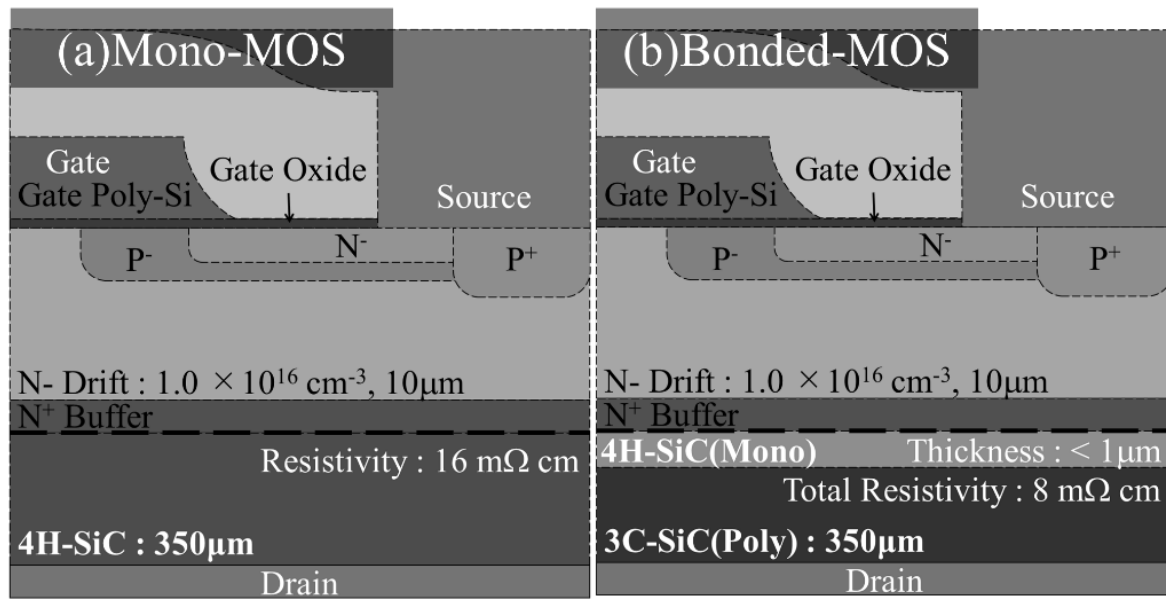 (a)Mono-MOS
Gate
Gate Oxide
Gate Poly-Si
Source
P-
N-
P+
N- Drift : 1.0 × 10¹⁶ cm⁻³, 10μm
N⁺ Buffer
Resistivity : 16 mΩ cm
4H-SiC : 350μm
Drain
(b)Bonded-MOS
Gate
Gate Oxide
Gate Poly-Si
Source
P-
N-
P+
N- Drift : 1.0 × 10¹⁶ cm⁻³, 10μm
N⁺ Buffer
4H-SiC(Mono) Thickness : < 1μm
Total Resistivity : 8 mΩ cm
3C-SiC(Poly) : 350μm
Drain